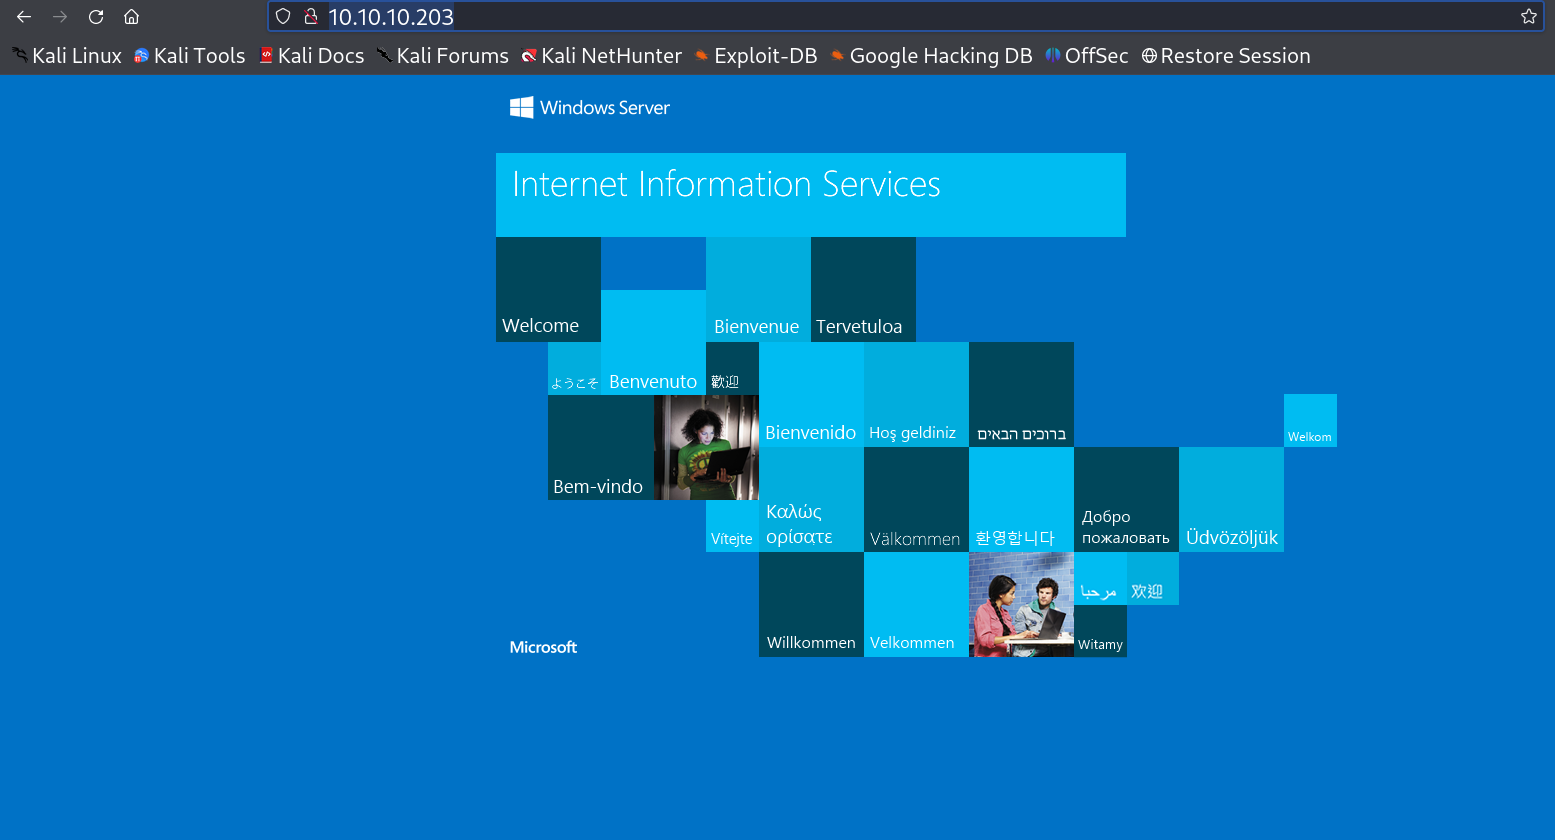 10.10.10.203
Kali Linux Kali Tools Kali Docs Kali Forums Kali NetHunter Exploit-DB Google Hacking DB OffSec Restore Session
Windows Server
Internet Information Services
Welcome
Bienvenue
Tervetuloa
ようこそ
Benvenuto
歡迎
Bienvenido
Hoş geldiniz
ברוכים הבאים
Welkom
Bem-vindo
Vítejte
Καλώς
ορίσατε
Välkommen
환영합니다
Добро
пожаловать
Üdvözöljük
Willkommen
Velkommen
مرحبا
欢迎
Witamy
Microsoft